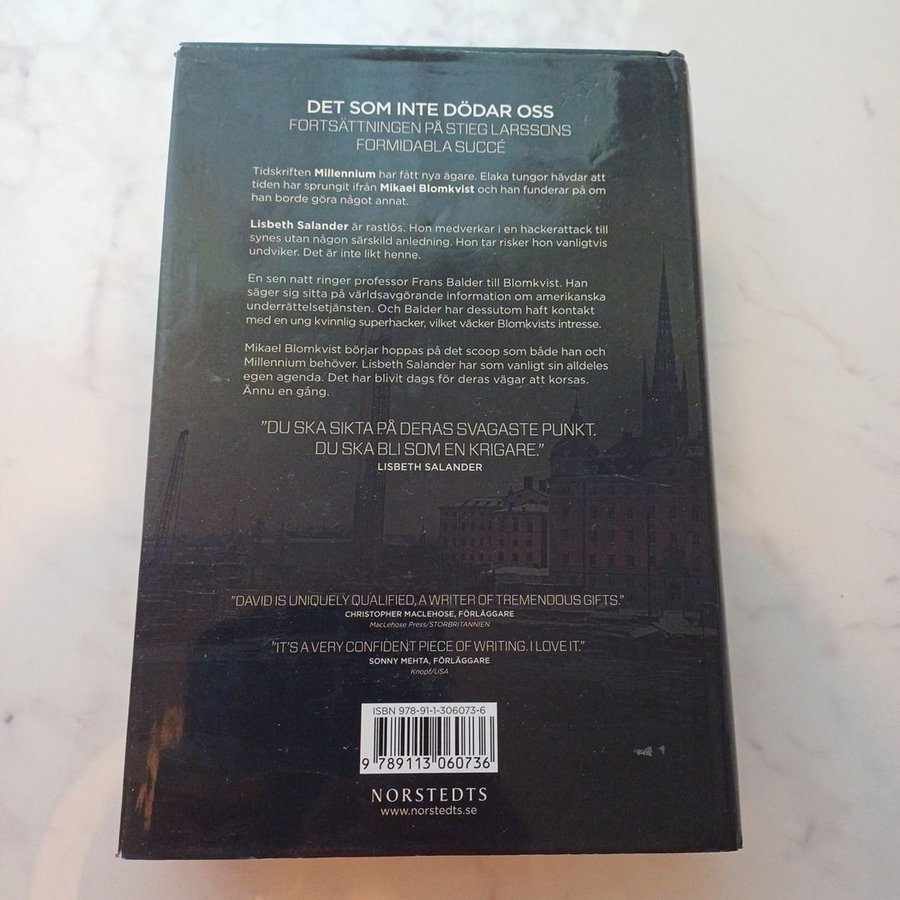 DET SOM INTE DÖDAR OSS
FORTSÄTTNINGEN PÅ STIEG LARSSONS
FORMIDABLA SUCCÉ
Tidskriften Millennium har fått nya ägare. Elaka tungor hävdar att
tiden har sprungit ifrån Mikael Blomkvist och han funderar på om
han borde göra något annat.
Lisbeth Salander är rastlös. Hon medverkar i en hackerattack till
synes utan någon särskild anledning. Hon tar risker hon vanligtvis
undviker. Det är inte likt henne.
En sen natt ringer professor Frans Balder till Blomkvist. Han
säger sig sitta på världsavgörande information om amerikanska
underrättelsetjänsten. Och Balder har dessutom haft kontakt
med en ung kvinnlig superhacker, vilket väcker Blomkvists intresse.
Mikael Blomkvist börjar hoppas på det scoop som både han och
Millennium behöver. Lisbeth Salander har som vanligt sin alldeles
egen agenda. Det har blivit dags för deras vägar att korsas.
Ännu en gång.
"DU SKA SIKTA PÅ DERAS SVAGASTE PUNKT.
DU SKA BLI SOM EN KRIGARE."
LISBETH SALANDER
"DAVID IS UNIQUELY QUALIFIED, A WRITER OF TREMENDOUS GIFTS."
CHRISTOPHER MACLEHOSE, FÖRLÄGGARE
MacLehose Press/STORBRITANNIEN
"IT'S A VERY CONFIDENT PIECE OF WRITING. I LOVE IT."
SONNY MEHTA, FÖRLÄGGARE
Knopf/USA
ISBN 978-91-1-306073-6
9 789113 060736
NORSTEDTS
www.norstedts.se